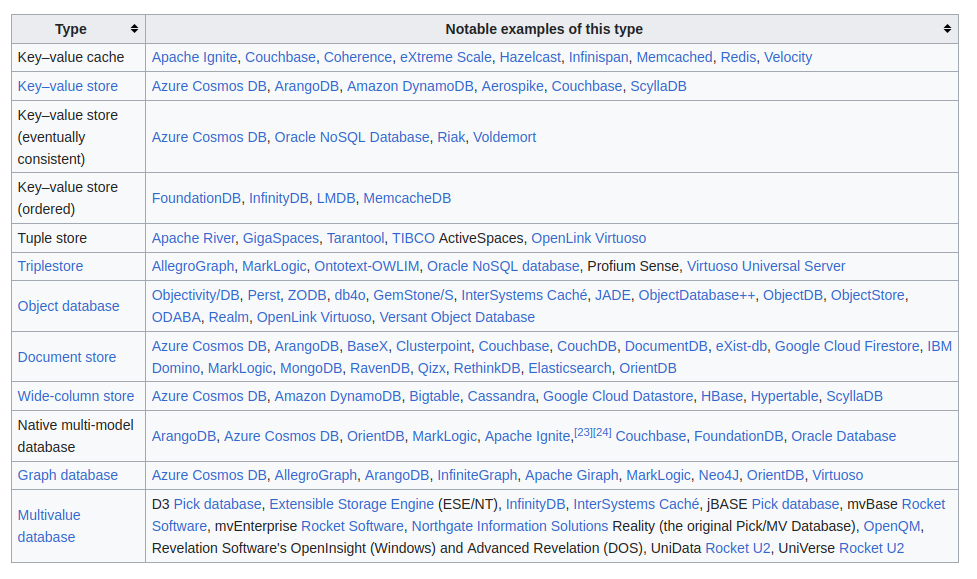 Type Notable examples of this type
Key–value cache Apache Ignite, Couchbase, Coherence, eXtreme Scale, Hazelcast, Infinispan, Memcached, Redis, Velocity
Key–value store Azure Cosmos DB, ArangoDB, Amazon DynamoDB, Aerospike, Couchbase, ScyllaDB
Key–value store
(eventually
consistent)
Azure Cosmos DB, Oracle NoSQL Database, Riak, Voldemort
Key–value store
(ordered)
FoundationDB, InfinityDB, LMDB, MemcacheDB
Tuple store Apache River, GigaSpaces, Tarantool, TIBCO ActiveSpaces, OpenLink Virtuoso
Triplestore AllegroGraph, MarkLogic, Ontotext-OWLIM, Oracle NoSQL database, Profium Sense, Virtuoso Universal Server
Object database
Objectivity/DB, Perst, ZODB, db4o, GemStone/S, InterSystems Caché, JADE, ObjectDatabase++, ObjectDB, ObjectStore,
ODABA, Realm, OpenLink Virtuoso, Versant Object Database
Document store
Azure Cosmos DB, ArangoDB, BaseX, Clusterpoint, Couchbase, CouchDB, DocumentDB, eXist-db, Google Cloud Firestore, IBM
Domino, MarkLogic, MongoDB, RavenDB, Qizx, RethinkDB, Elasticsearch, OrientDB
Wide-column store Azure Cosmos DB, Amazon DynamoDB, Bigtable, Cassandra, Google Cloud Datastore, HBase, Hypertable, ScyllaDB
Native multi-model
database
ArangoDB, Azure Cosmos DB, OrientDB, MarkLogic, Apache Ignite,[23][24] Couchbase, FoundationDB, Oracle Database
Graph database Azure Cosmos DB, AllegroGraph, ArangoDB, InfiniteGraph, Apache Giraph, MarkLogic, Neo4J, OrientDB, Virtuoso
Multivalue
database
D3 Pick database, Extensible Storage Engine (ESE/NT), InfinityDB, InterSystems Caché, jBASE Pick database, mvBase Rocket
Software, mvEnterprise Rocket Software, Northgate Information Solutions Reality (the original Pick/MV Database), OpenQM,
Revelation Software's OpenInsight (Windows) and Advanced Revelation (DOS), UniData Rocket U2, UniVerse Rocket U2